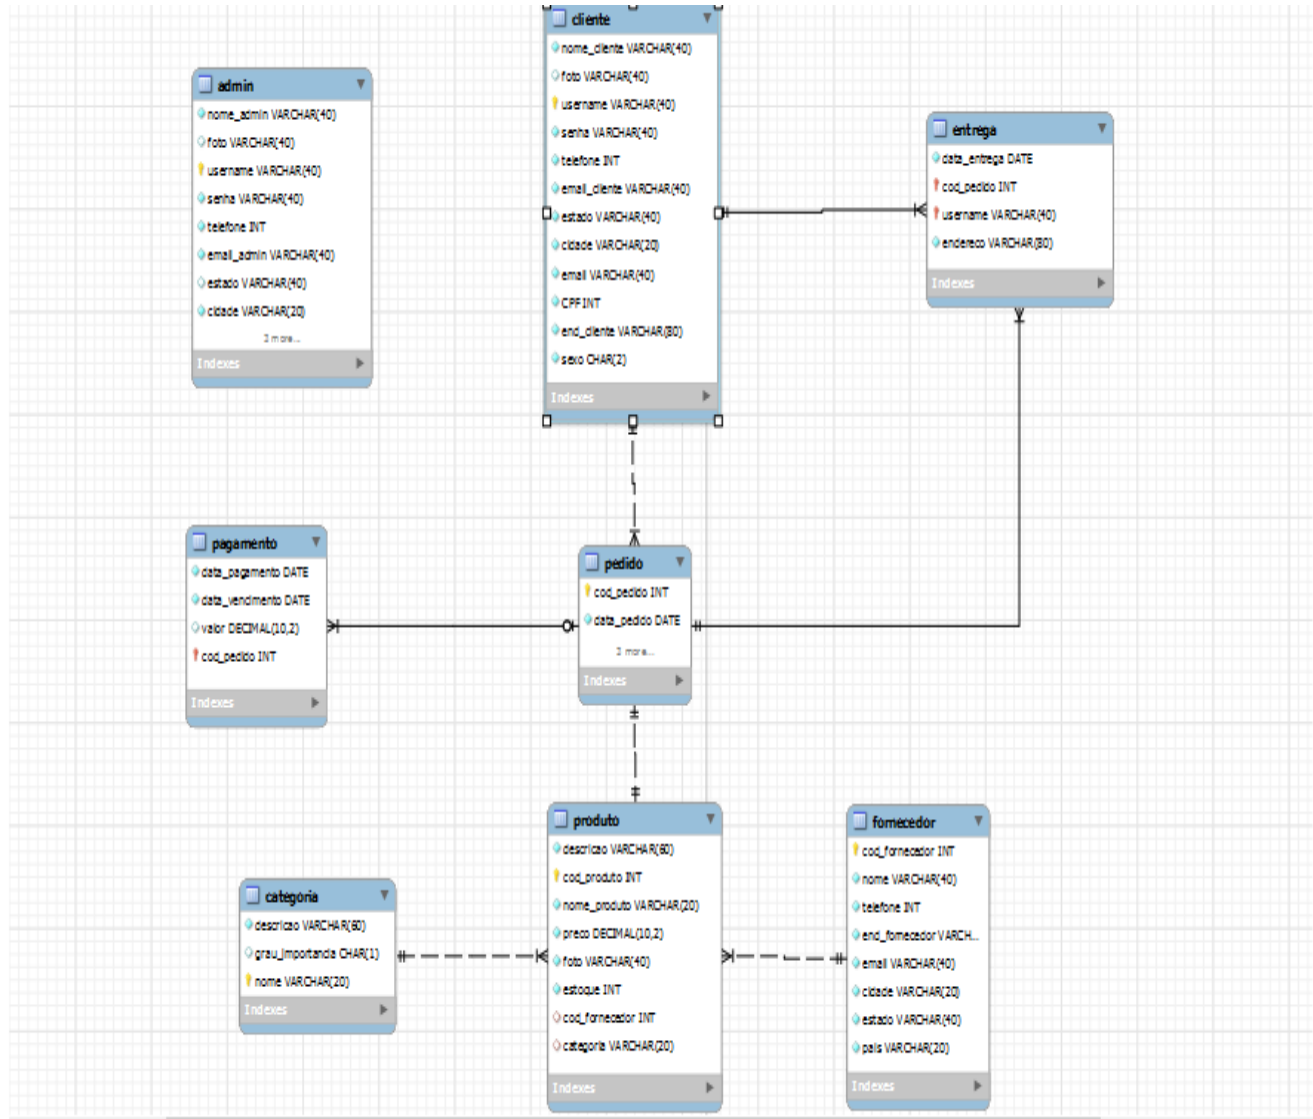 cliente
nome_cliente VARCHAR(40)
foto VARCHAR(40)
username VARCHAR(40)
senha VARCHAR(40)
telefone INT
email_cliente VARCHAR(40)
estado VARCHAR(40)
cidade VARCHAR(20)
email VARCHAR(40)
CPF INT
end_cliente VARCHAR(80)
sexo CHAR(2)
Indexes
admin
nome_admin VARCHAR(40)
foto VARCHAR(40)
username VARCHAR(40)
senha VARCHAR(40)
telefone INT
email_admin VARCHAR(40)
estado VARCHAR(40)
cidade VARCHAR(20)
more...
Indexes
entrega
data_entrega DATE
cod_pedido INT
username VARCHAR(40)
endereco VARCHAR(80)
Indexes
pagamento
data_pagamento DATE
data_vencimento DATE
valor DECIMAL(10,2)
cod_pedido INT
Indexes
pedido
cod_pedido INT
data_pedido DATE
more...
Indexes
produto
descricao VARCHAR(60)
cod_produto INT
nome_produto VARCHAR(20)
preco DECIMAL(10,2)
foto VARCHAR(40)
estoque INT
cod_fornecedor INT
categoria VARCHAR(20)
Indexes
fornecedor
cod_fornecedor INT
nome VARCHAR(40)
telefone INT
end_fornecedor VARCH...
email VARCHAR(40)
cidade VARCHAR(20)
estado VARCHAR(40)
pais VARCHAR(20)
Indexes
categoria
descricao VARCHAR(60)
grau_importancia CHAR(1)
nome VARCHAR(20)
Indexes